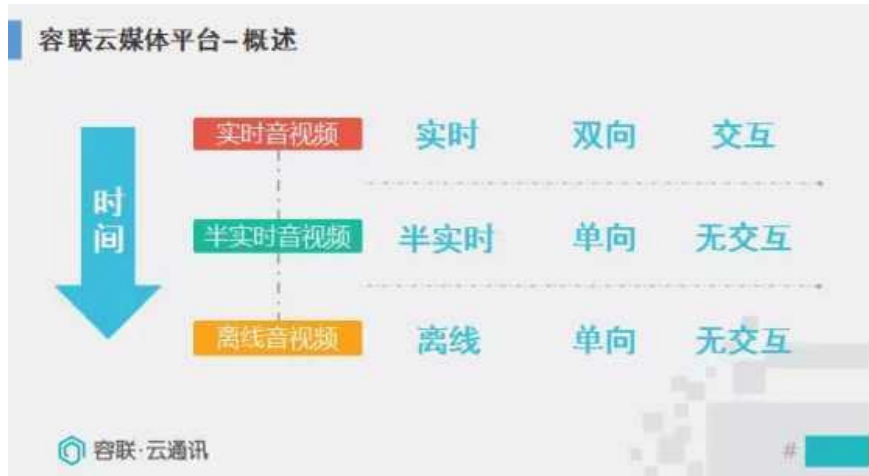 容联云媒体平台–概述
时间
实时音视频 实时 双向 交互
半实时音视频 半实时 单向 无交互
离线音视频 离线 单向 无交互
容联·云通讯
#